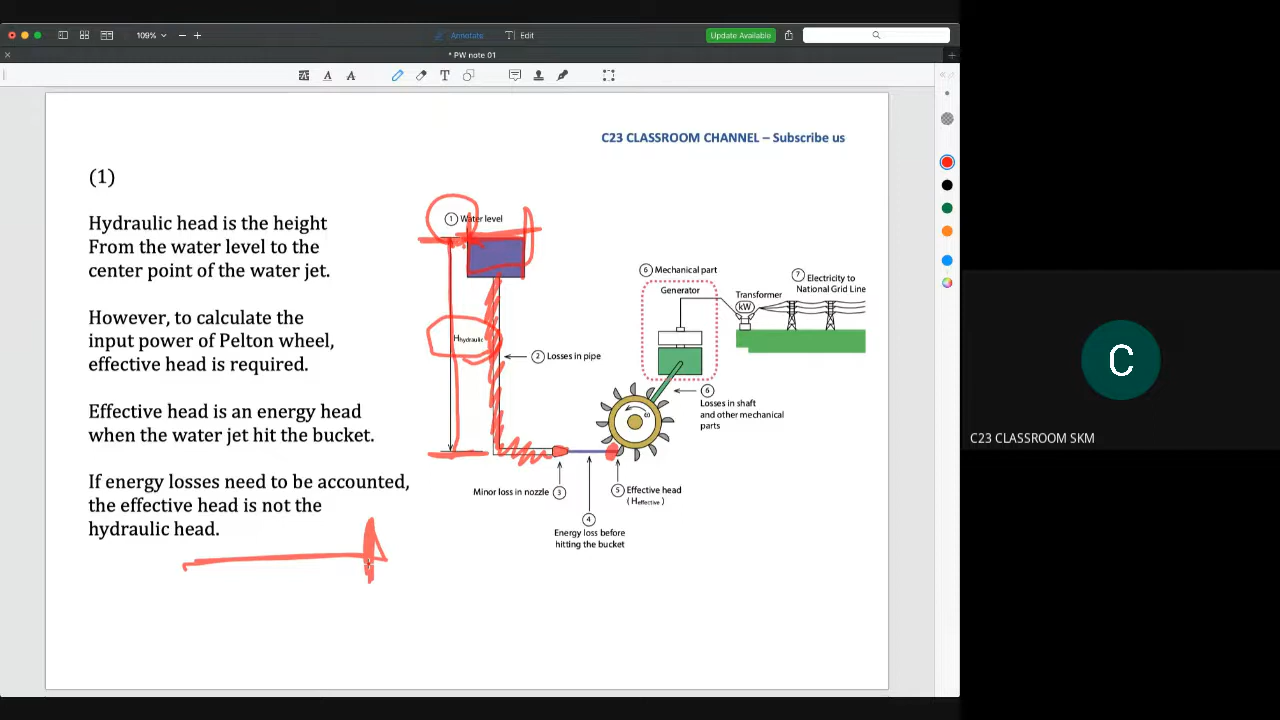 109%
Annotate
Edit
Update Available
* PW note 01
C23 CLASSROOM CHANNEL – Subscribe us
(1)
Hydraulic head is the height
From the water level to the
center point of the water jet.
However, to calculate the
input power of Pelton wheel,
effective head is required.
Effective head is an energy head
when the water jet hit the bucket.
If energy losses need to be accounted,
the effective head is not the
hydraulic head.
1 Water level
Hhydraulic
2 Losses in pipe
Minor loss in nozzle 3
4
Energy loss before
hitting the bucket
5 Effective head
( Heffective )
6 Mechanical part
Generator
ω
6
Losses in shaft
and other mechanical
parts
Transformer
kW
7 Electricity to
National Grid Line
C
C23 CLASSROOM SKM